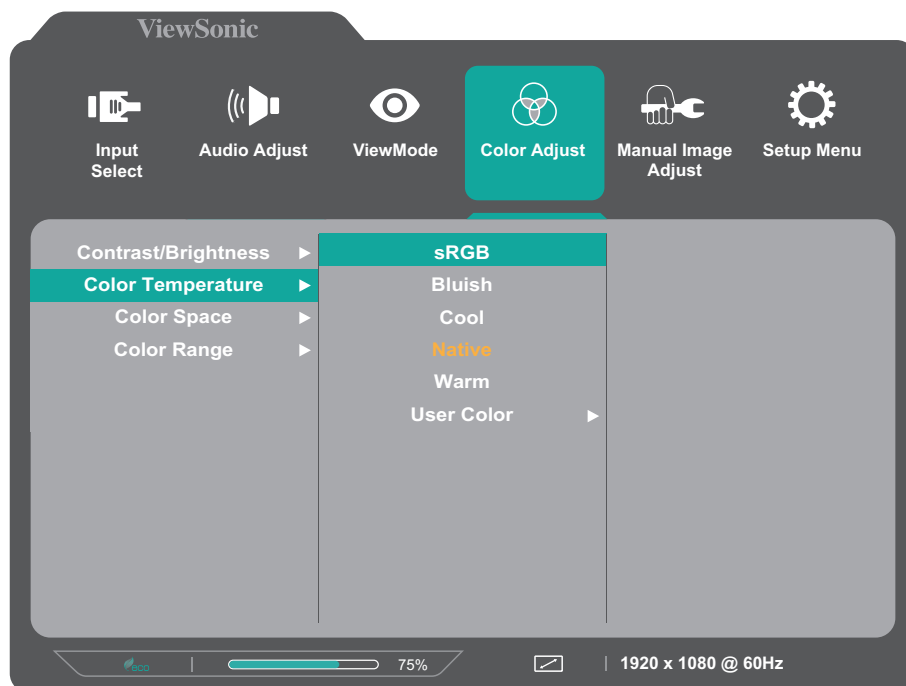 ViewSonic
Input
Select
Audio Adjust
ViewMode
Color Adjust
Manual Image
Adjust
Setup Menu
Contrast/Brightness
Color Temperature
Color Space
Color Range
sRGB
Bluish
Cool
Native
Warm
User Color
eco
75%
1920 x 1080 @ 60Hz